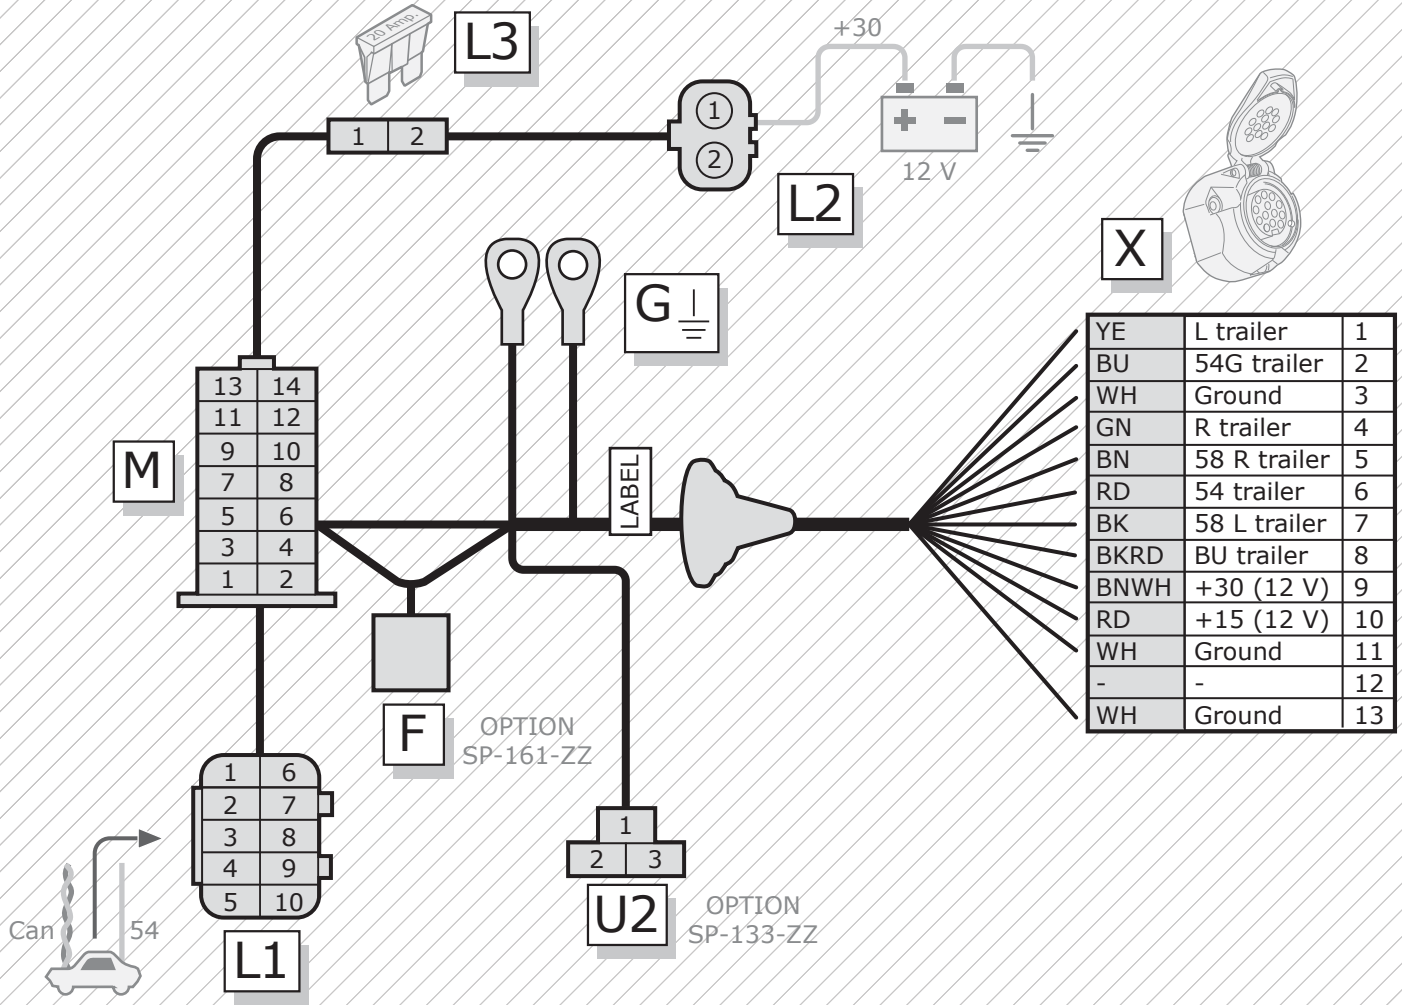 20 Amp.
L3
+30
1 2
1
2
12 V
L2
X
G
13 14
11 12
9 10
7 8
5 6
3 4
1 2
M
LABEL
YE L trailer 1
BU 54G trailer 2
WH Ground 3
GN R trailer 4
BN 58 R trailer 5
RD 54 trailer 6
BK 58 L trailer 7
BKRD BU trailer 8
BNWH +30 (12 V) 9
RD +15 (12 V) 10
WH Ground 11
- - 12
WH Ground 13
F
OPTION
SP-161-ZZ
1 6
2 7
3 8
4 9
5 10
Can
54
L1
1
2 3
U2
OPTION
SP-133-ZZ